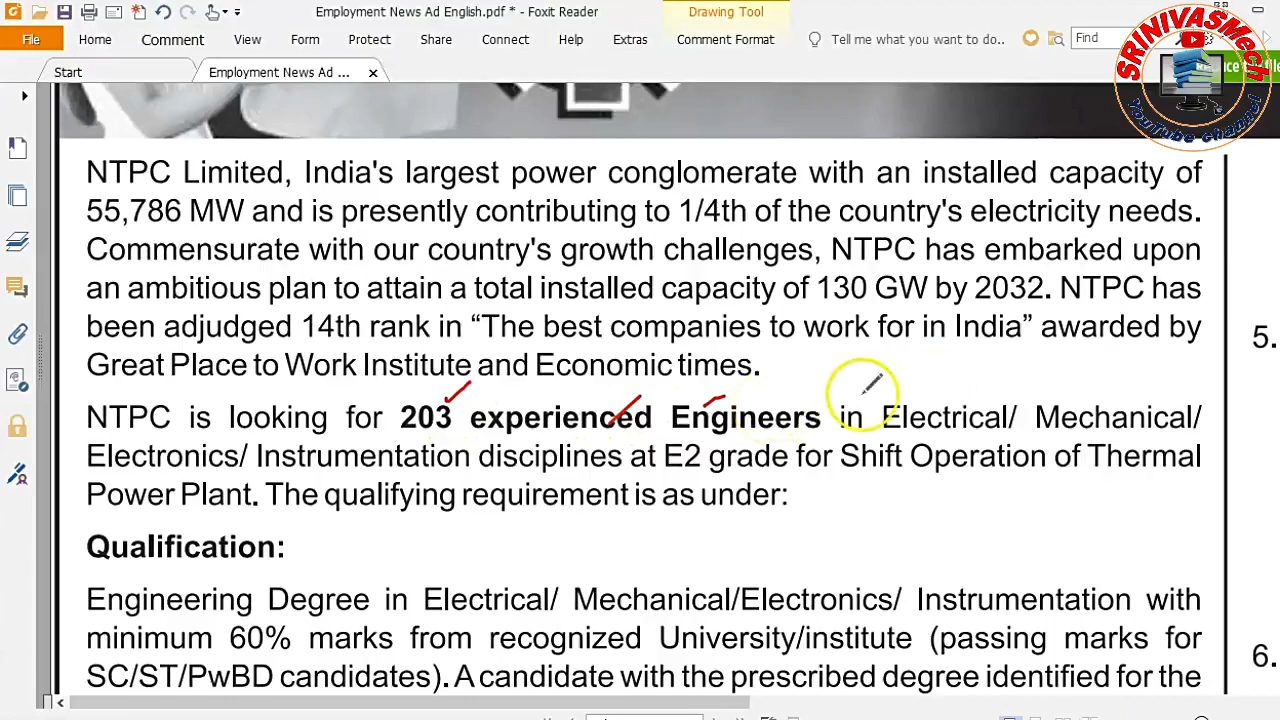 Employment News Ad English.pdf * - Foxit Reader
Drawing Tool
File Home Comment View Form Protect Share Help Extras Comment Format Tell me what you want to do.. Find
Start Employment News Ad ...
SRINIVASMech
YouTube channel
NTPC Limited, India's largest power conglomerate with an installed capacity of
55,786 MW and is presently contributing to 1/4th of the country's electricity needs.
Commensurate with our country's growth challenges, NTPC has embarked upon
an ambitious plan to attain a total installed capacity of 130 GW by 2032. NTPC has
been adjudged 14th rank in “The best companies to work for in India” awarded by
Great Place to Work Institute and Economic times.
NTPC is looking for 203 experienced Engineers in Electrical/ Mechanical/
Electronics/ Instrumentation disciplines at E2 grade for Shift Operation of Thermal
Power Plant. The qualifying requirement is as under:
Qualification:
Engineering Degree in Electrical/ Mechanical/Electronics/ Instrumentation with
minimum 60% marks from recognized University/institute (passing marks for
SC/ST/PwBD candidates). A candidate with the prescribed degree identified for the
5.
6.